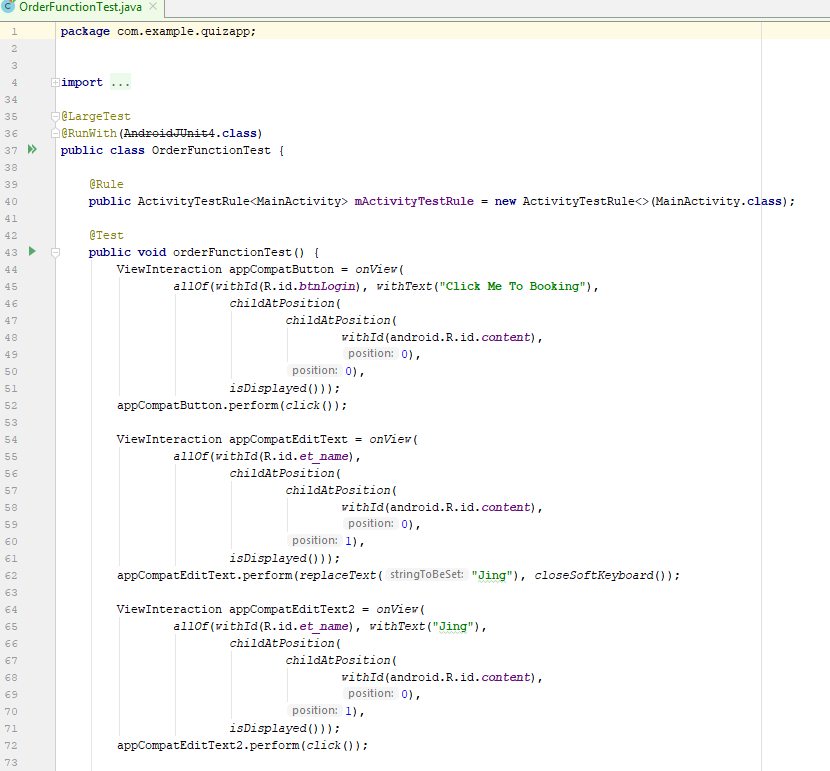 OrderFunctionTest.java
1 package com.example.quizapp;
2
3
4 import ...
34
35 @LargeTest
36 @RunWith(AndroidJUnit4.class)
37 public class OrderFunctionTest {
38
39 @Rule
40 public ActivityTestRule<MainActivity> mActivityTestRule = new ActivityTestRule<>(MainActivity.class);
41
42 @Test
43 public void orderFunctionTest() {
44 ViewInteraction appCompatButton = onView(
45 allOf(withId(R.id.btnLogin), withText("Click Me To Booking"),
46 childAtPosition(
47 childAtPosition(
48 withId(android.R.id.content),
49 position: 0),
50 position: 0),
51 isDisplayed()));
52 appCompatButton.perform(click());
53
54 ViewInteraction appCompatEditText = onView(
55 allOf(withId(R.id.et_name),
56 childAtPosition(
57 childAtPosition(
58 withId(android.R.id.content),
59 position: 0),
60 position: 1),
61 isDisplayed()));
62 appCompatEditText.perform(replaceText( stringToBeSet: "Jing"), closeSoftKeyboard());
63
64 ViewInteraction appCompatEditText2 = onView(
65 allOf(withId(R.id.et_name), withText("Jing"),
66 childAtPosition(
67 childAtPosition(
68 withId(android.R.id.content),
69 position: 0),
70 position: 1),
71 isDisplayed()));
72 appCompatEditText2.perform(click());
73